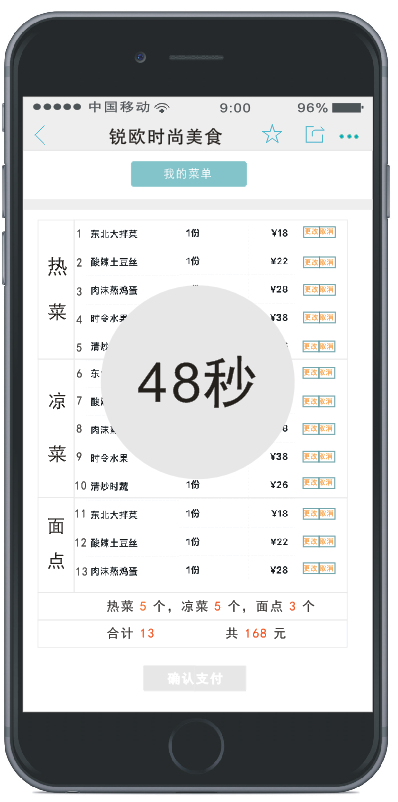 中国移动 9:00 96%
锐欧时尚美食
我的菜单
热菜
1 东北大拌菜 1份 ¥18 更改 取消
2 酸辣土豆丝 1份 ¥22 更改 取消
3 肉沫蒸鸡蛋 ¥28 更改 取消
4 时令水果 ¥38 更改 取消
5 清炒 更改 取消
凉菜
6 东 更改 取消
7 酸 更改 取消
8 肉沫 更改 取消
9 时令水果 ¥38 更改 取消
10 清炒时蔬 1份 ¥26 更改 取消
面点
11 东北大拌菜 1份 ¥18 更改 取消
12 酸辣土豆丝 1份 ¥22 更改 取消
13 肉沫蒸鸡蛋 1份 ¥28 更改 取消
48秒
热菜 5 个，凉菜 5 个，面点 3 个
合计 13 共 168 元
确认支付